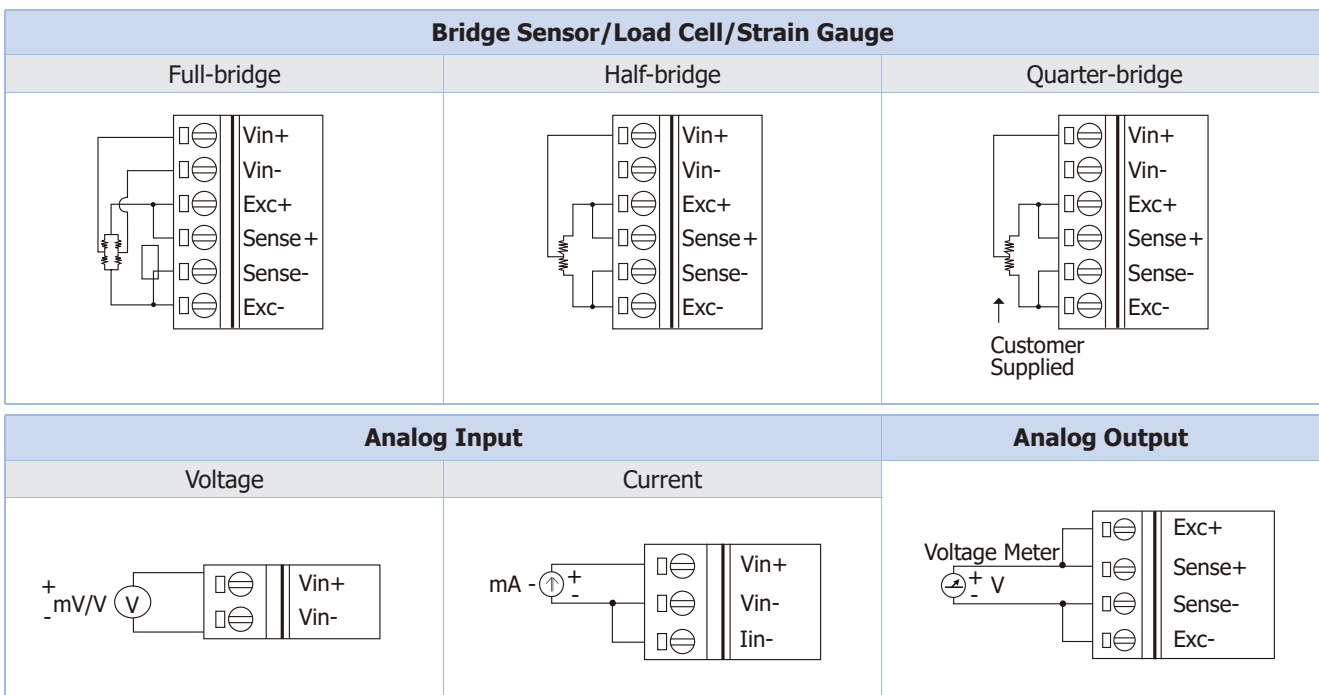 Bridge Sensor/Load Cell/Strain Gauge
Full-bridge
Half-bridge
Quarter-bridge
Vin+
Vin-
Exc+
Sense+
Sense-
Exc-
Vin+
Vin-
Exc+
Sense+
Sense-
Exc-
Vin+
Vin-
Exc+
Sense+
Sense-
Exc-
Customer
Supplied
Analog Input
Analog Output
Voltage
Current
+
mV/V
-
V
Vin+
Vin-
mA -
+
-
Vin+
Vin-
Iin-
Voltage Meter
+
-
V
Exc+
Sense+
Sense-
Exc-